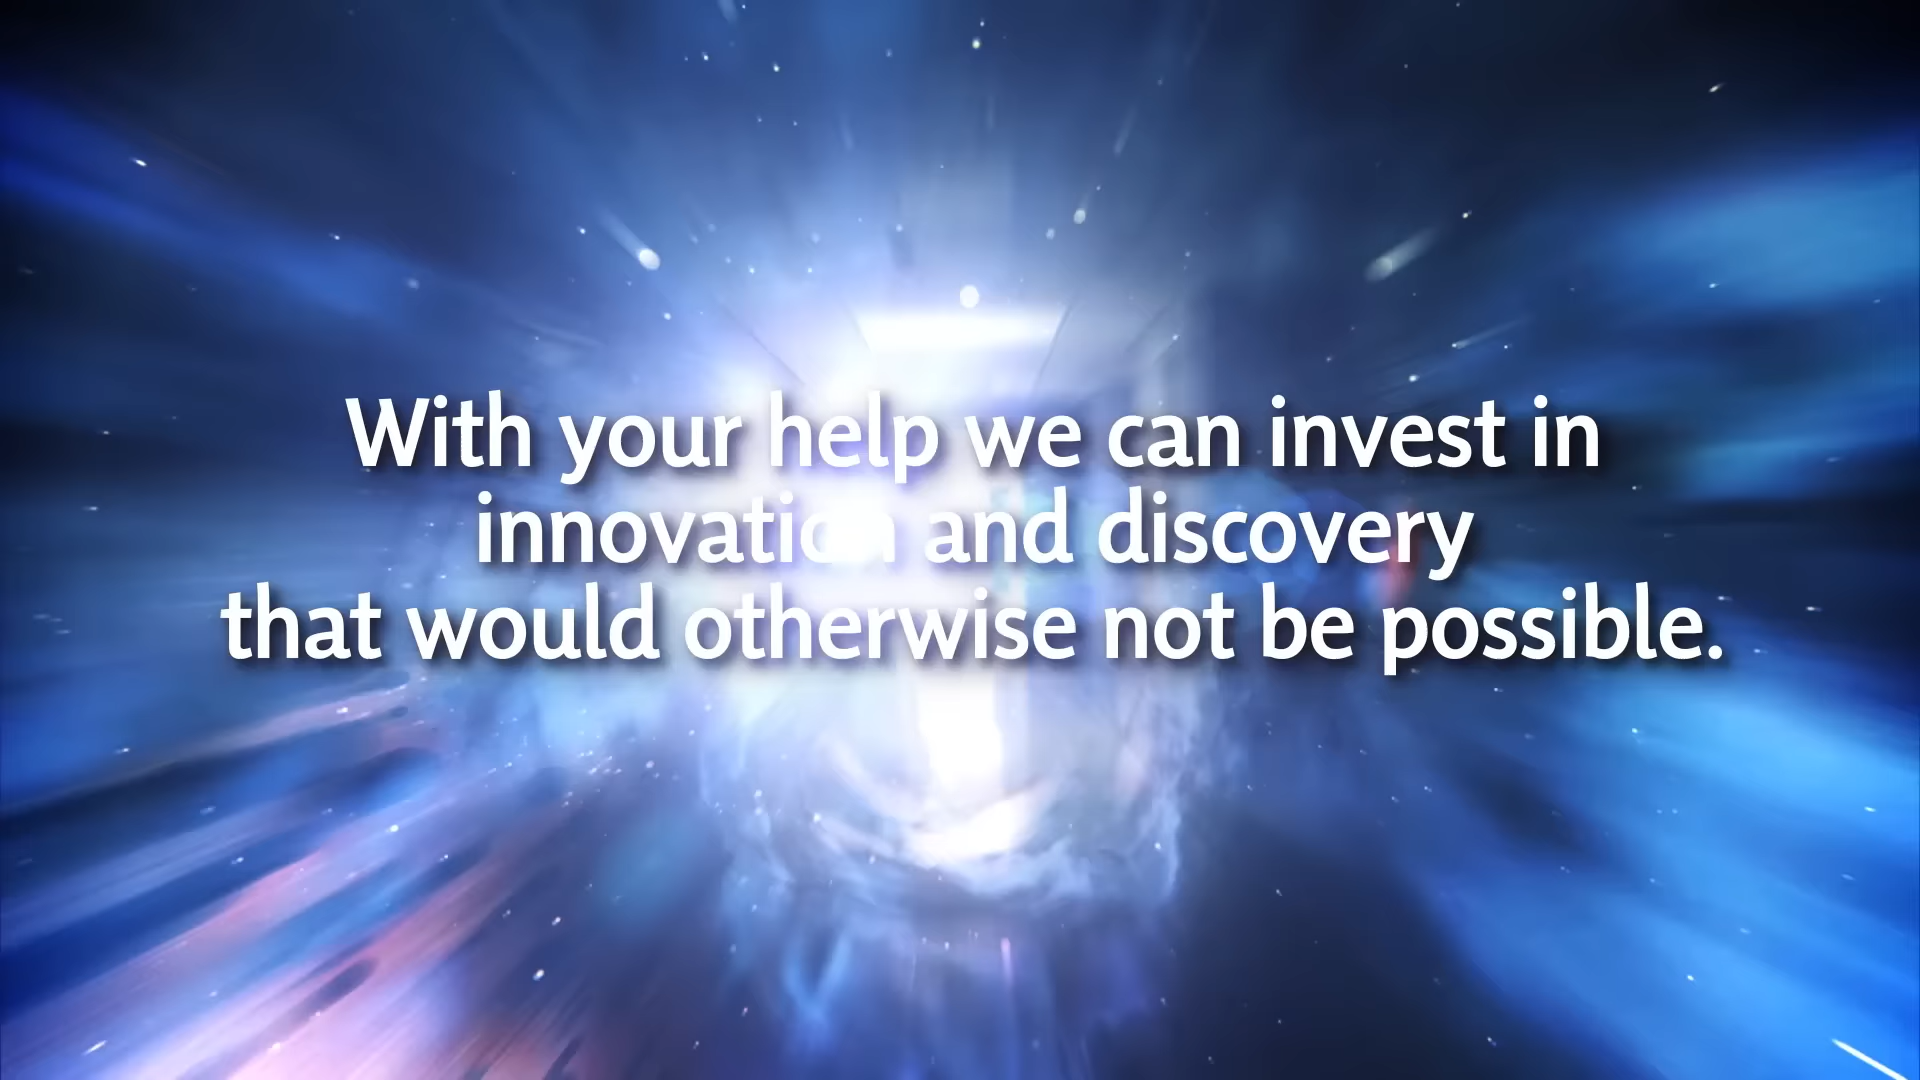 With your help we can invest in
innovation and discovery
that would otherwise not be possible.